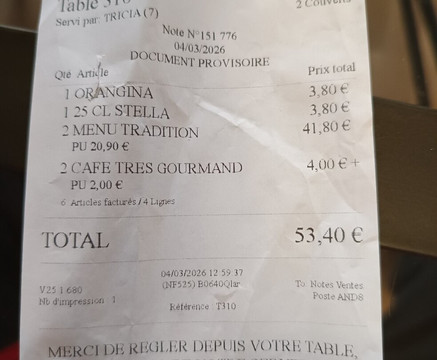 Table 310
2 Couverts
Servi par: TRICIA (7)
Note N°151 776
04/03/2026
DOCUMENT PROVISOIRE
Qté Article Prix total
1 ORANGINA 3,80 €
1 25 CL STELLA 3,80 €
2 MENU TRADITION 41,80 €
PU 20,90 €
2 CAFE TRES GOURMAND 4,00 € +
PU 2,00 €
6 Articles facturés / 4 Lignes
TOTAL 53,40 €
04/03/2026 12:59:37
V25 1 680 (NF525) B0640Qlar To: Notes Ventes
Nb d'impression : 1 Poste AND8
Référence : T310
MERCI DE REGLER DEPUIS VOTRE TABLE,